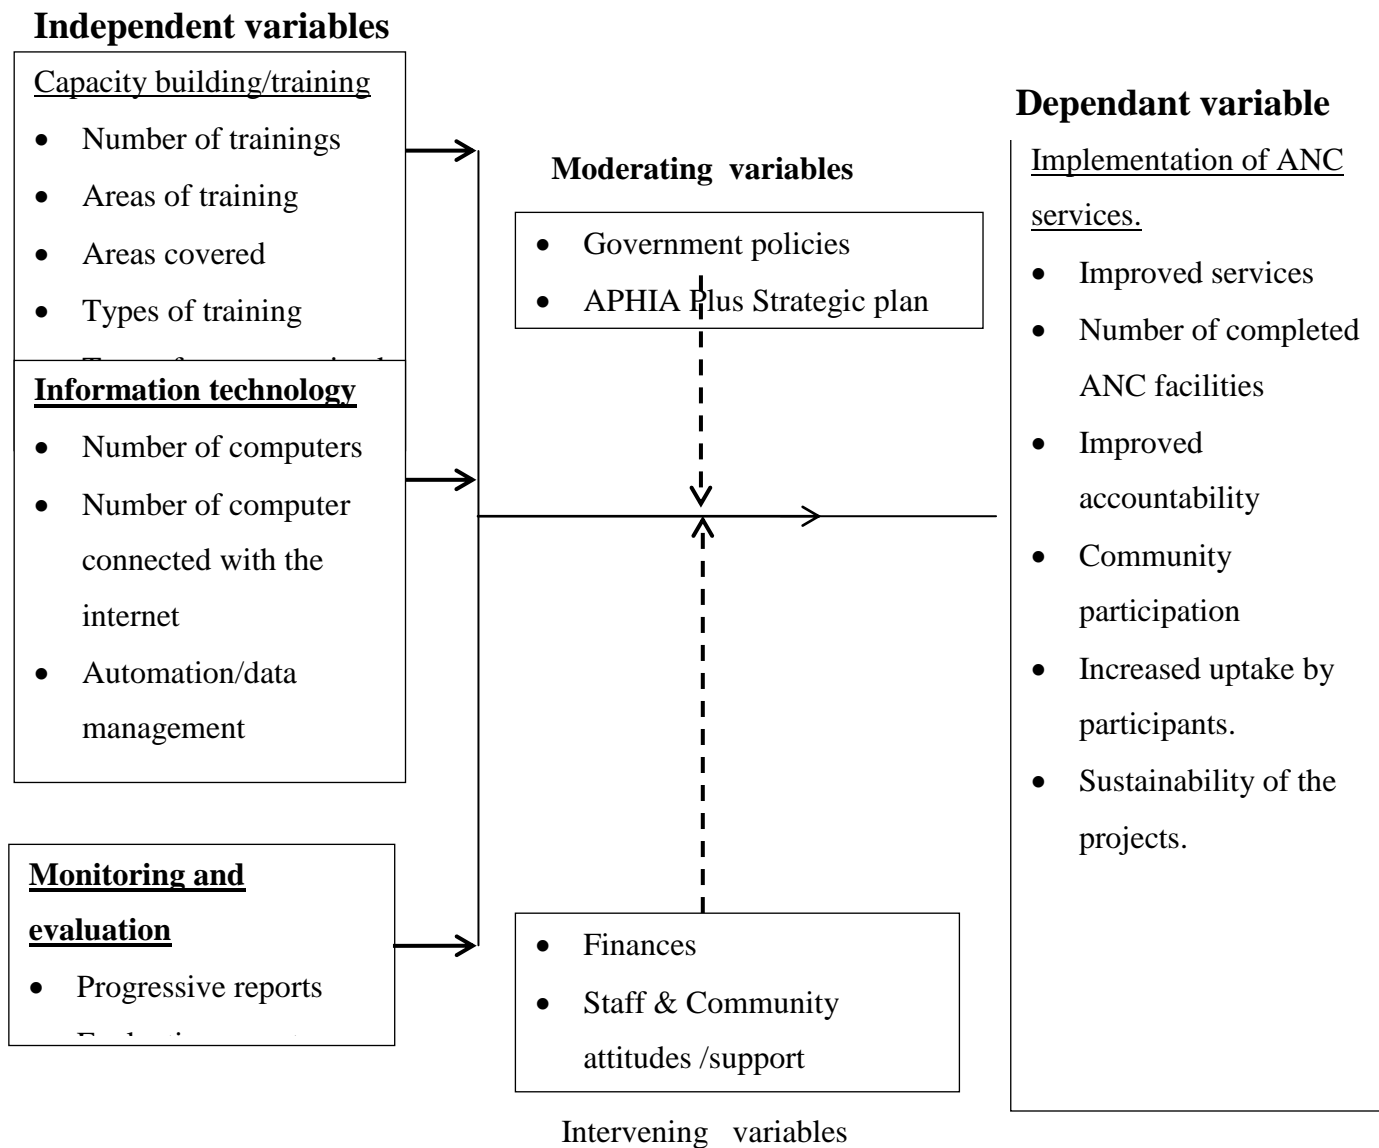 Independent variables
Capacity building/training
• Number of trainings
• Areas of training
• Areas covered
• Types of training
Information technology
• Number of computers
• Number of computer
connected with the
internet
• Automation/data
management
Monitoring and
evaluation
• Progressive reports
Moderating variables
• Government policies
• APHIA Plus Strategic plan
• Finances
• Staff & Community
attitudes /support
Intervening variables
Dependant variable
Implementation of ANC
services.
• Improved services
• Number of completed
ANC facilities
• Improved
accountability
• Community
participation
• Increased uptake by
participants.
• Sustainability of the
projects.